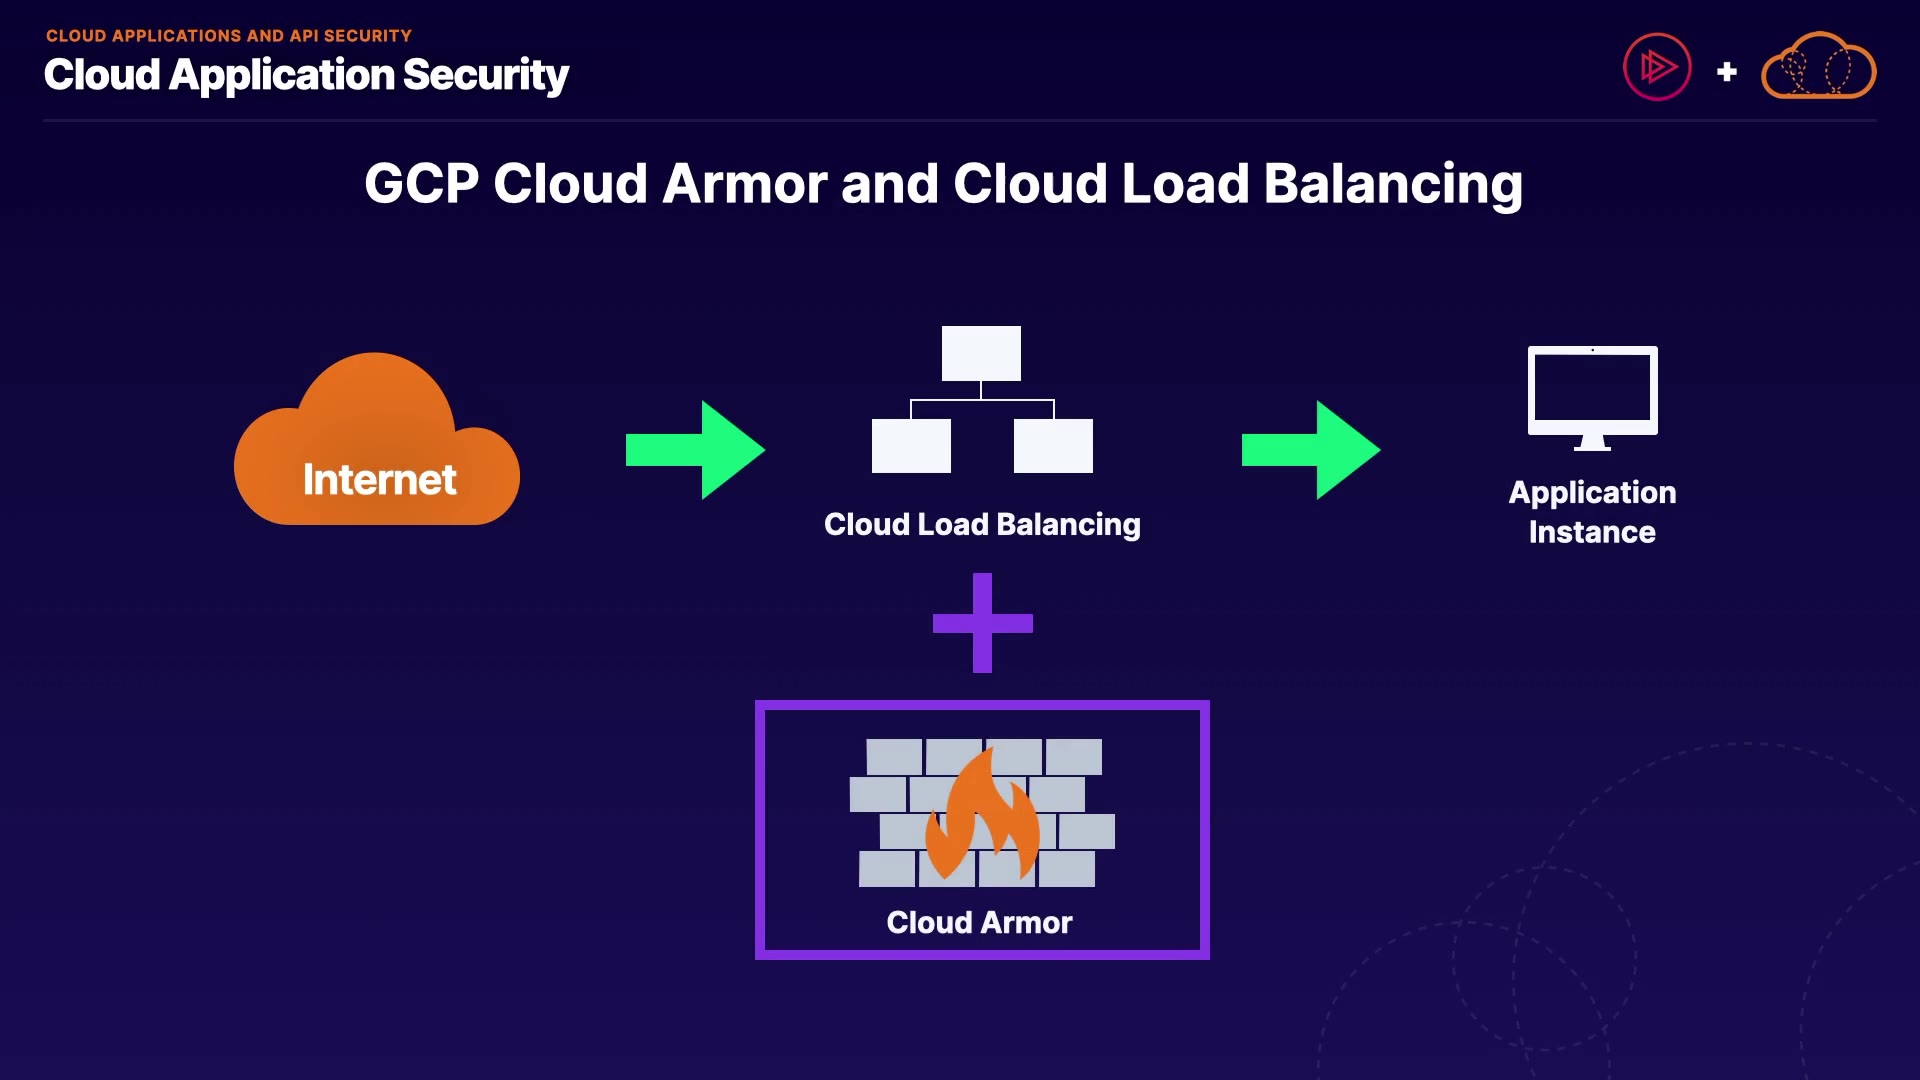 CLOUD APPLICATIONS AND API SECURITY
Cloud Application Security
GCP Cloud Armor and Cloud Load Balancing
Internet
Cloud Load Balancing
Application
Instance
Cloud Armor